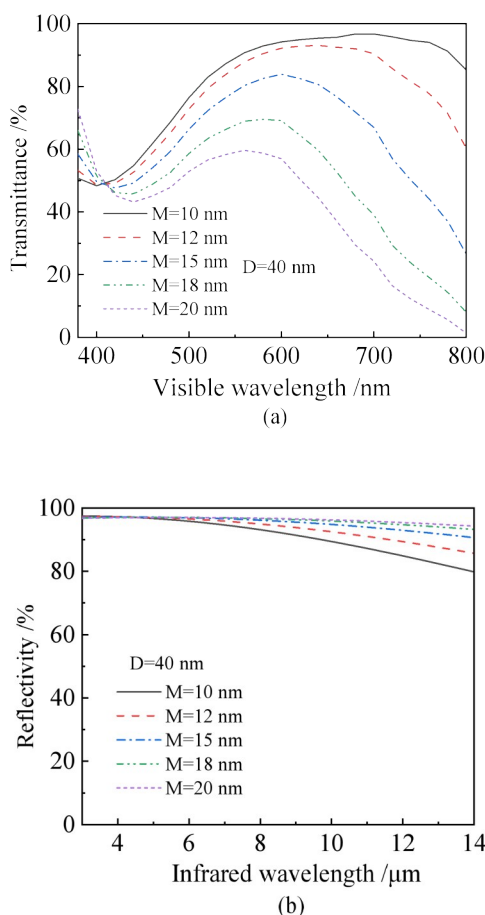 100
80
60
40
20
0
Transmittance /%
M=10 nm
M=12 nm
M=15 nm
D=40 nm
M=18 nm
M=20 nm
400 500 600 700 800
Visible wavelength /nm
(a)
100
80
60
40
20
0
Reflectivity /%
D=40 nm
M=10 nm
M=12 nm
M=15 nm
M=18 nm
M=20 nm
4 6 8 10 12 14
Infrared wavelength /μm
(b)